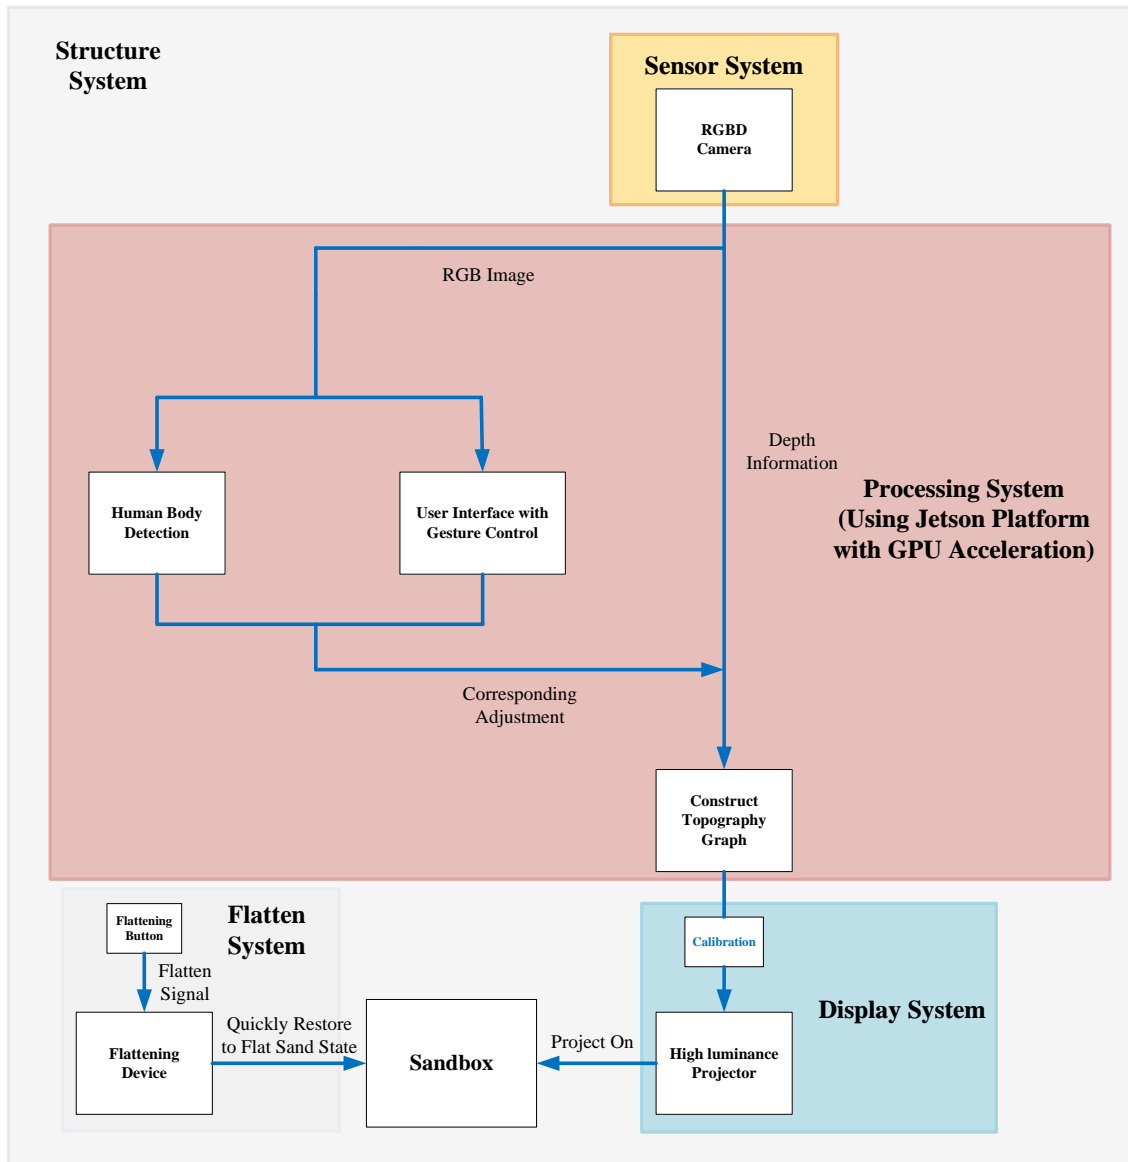 Structure
System
Sensor System
RGBD
Camera
RGB Image
Depth
Information
Processing System
(Using Jetson Platform
with GPU Acceleration)
Human Body
Detection
User Interface with
Gesture Control
Corresponding
Adjustment
Construct
Topography
Graph
Flattening
Button
Flatten
System
Calibration
Flatten
Signal
Display System
Flattening
Device
Quickly Restore
to Flat Sand State
Sandbox
Project On
High luminance
Projector